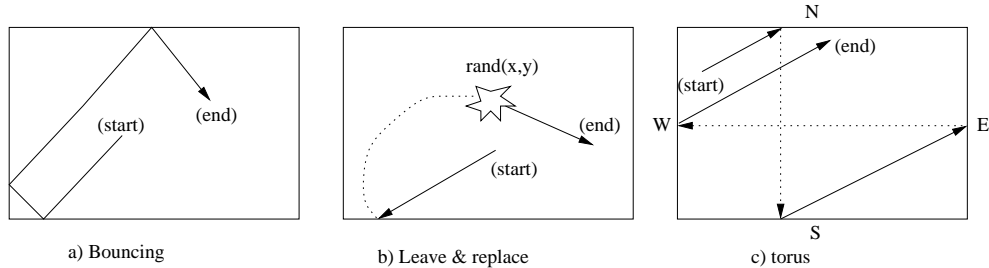 (start)
(end)
a) Bouncing
rand(x,y)
(end)
(start)
b) Leave & replace
N
(end)
(start)
W
E
S
c) torus